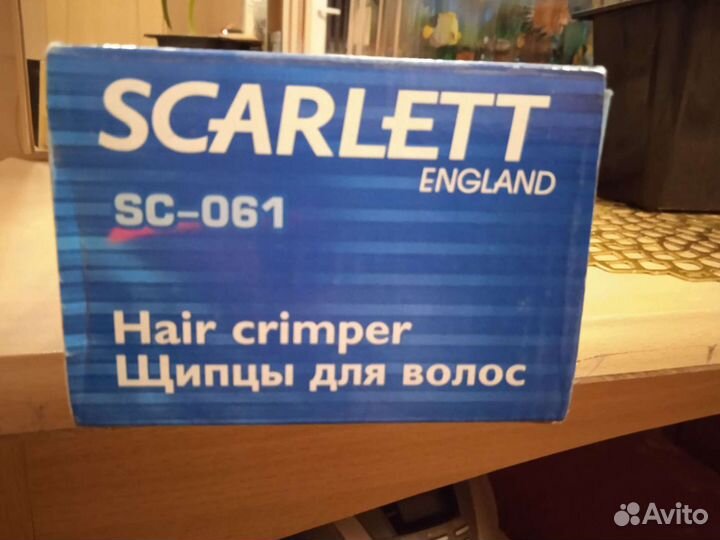 SCARLETT
ENGLAND
SC-061
Hair crimper
Щипцы для волос
Avito